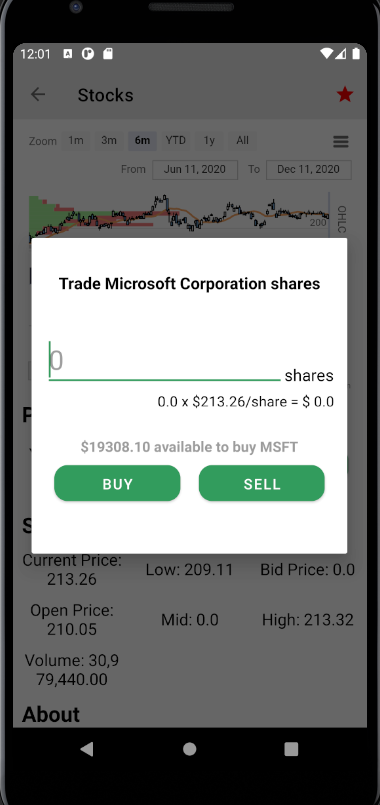 12:01
Stocks
Zoom 1m 3m 6m YTD 1y All
From Jun 11, 2020 To Dec 11, 2020
200
OHLC
Trade Microsoft Corporation shares
0 shares
0.0 x $213.26/share = $ 0.0
$19308.10 available to buy MSFT
BUY SELL
P
S
Current Price: 213.26
Low: 209.11
Bid Price: 0.0
Open Price: 210.05
Mid: 0.0
High: 213.32
Volume: 30,9
79,440.00
About